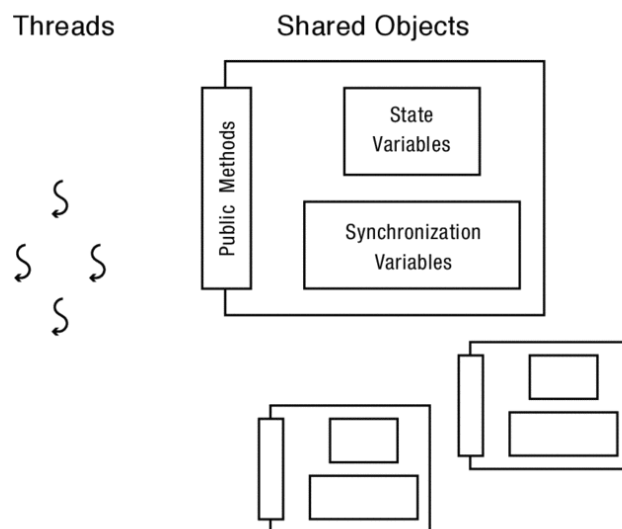 Threads
Shared Objects
Public Methods
State
Variables
Synchronization
Variables